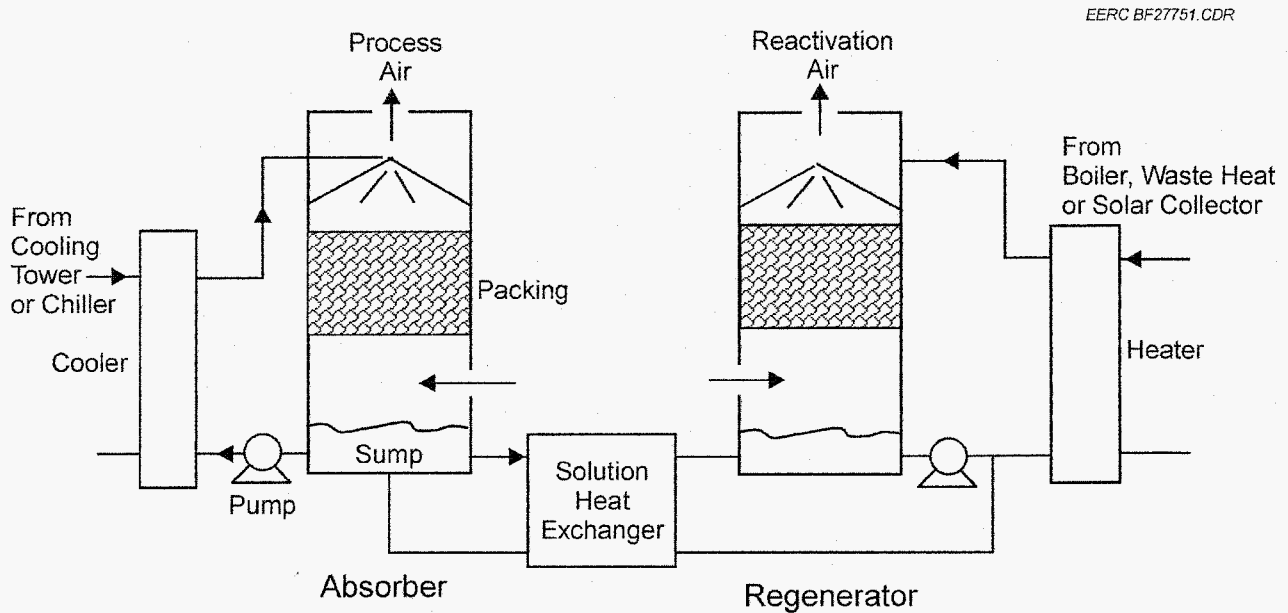 EERC BF27751.CDR
Process
Air
Reactivation
Air
From
Boiler, Waste Heat
or Solar Collector
From
Cooling
Tower
or Chiller
Packing
Cooler
Heater
Sump
Pump
Solution
Heat
Exchanger
Absorber
Regenerator